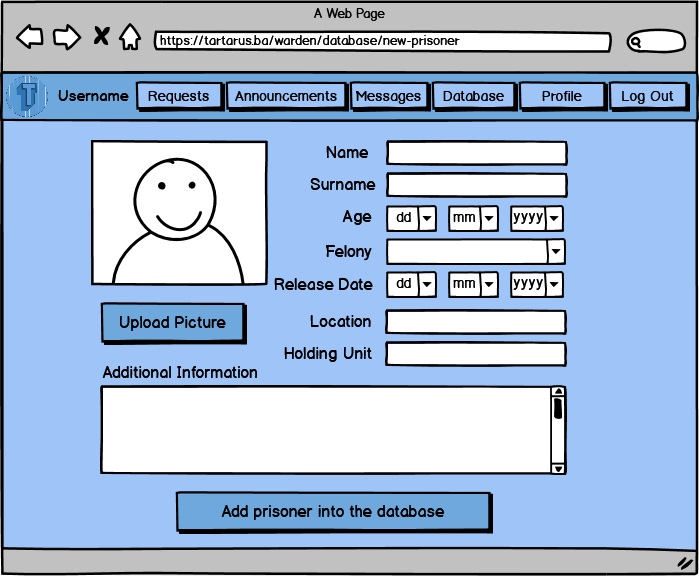 A Web Page
https://tartarus.ba/warden/database/new-prisoner
T Username Requests Announcements Messages Database Profile Log Out
Name
Surname
Age dd mm yyyy
Felony
Release Date dd mm yyyy
Upload Picture
Location
Holding Unit
Additional Information
Add prisoner into the database